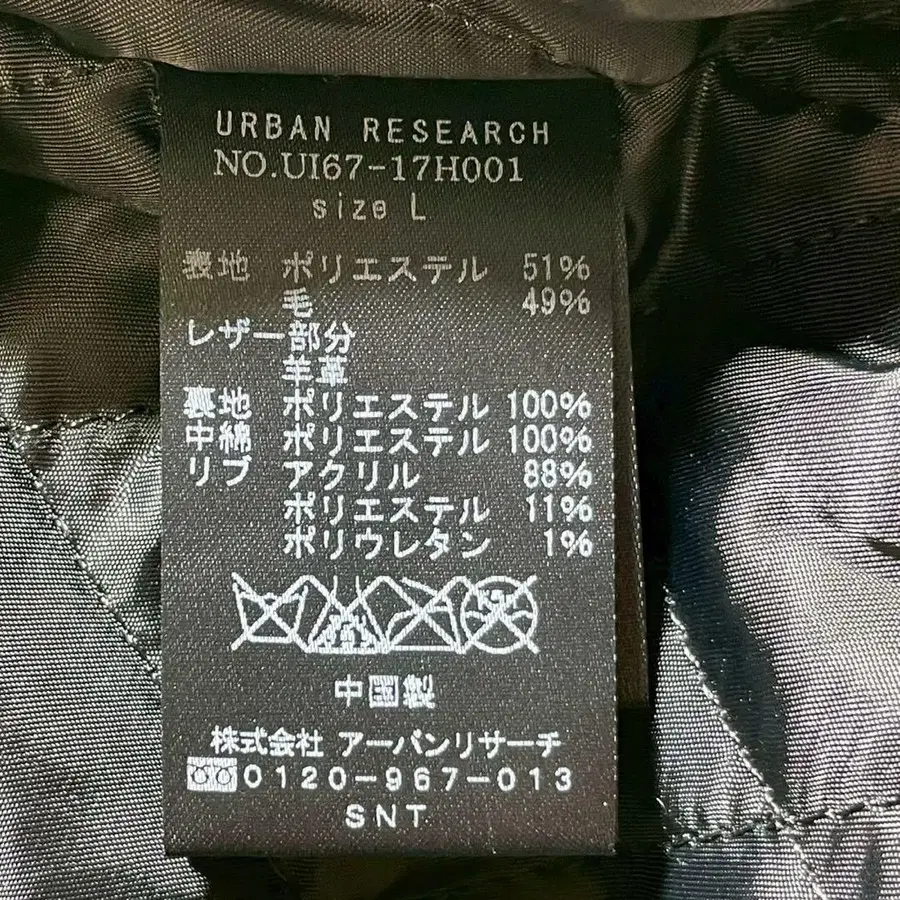 URBAN RESEARCH
NO.UI67-17H001
size L
表地 ポリエステル 51%
毛 49%
レザー部分
羊革
裏地 ポリエステル 100%
中綿 ポリエステル 100%
リブ アクリル 88%
ポリエステル 11%
ポリウレタン 1%
中国製
株式会社 アーバンリサーチ
0120-967-013
SNT